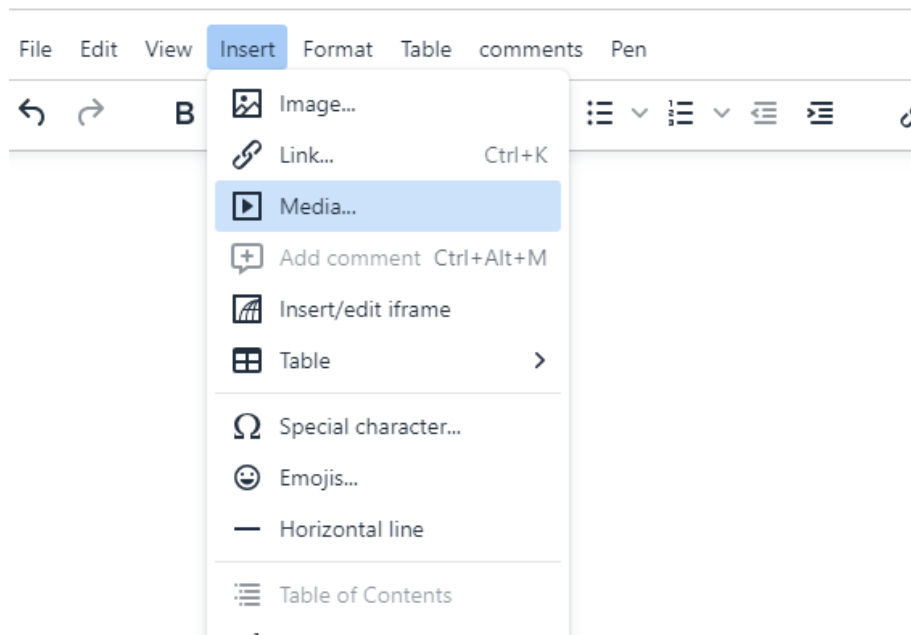 File Edit View Insert Format Table comments Pen
B
Image...
Link... Ctrl+K
Media...
Add comment Ctrl+Alt+M
Insert/edit iframe
Table
Special character...
Emojis...
Horizontal line
Table of Contents